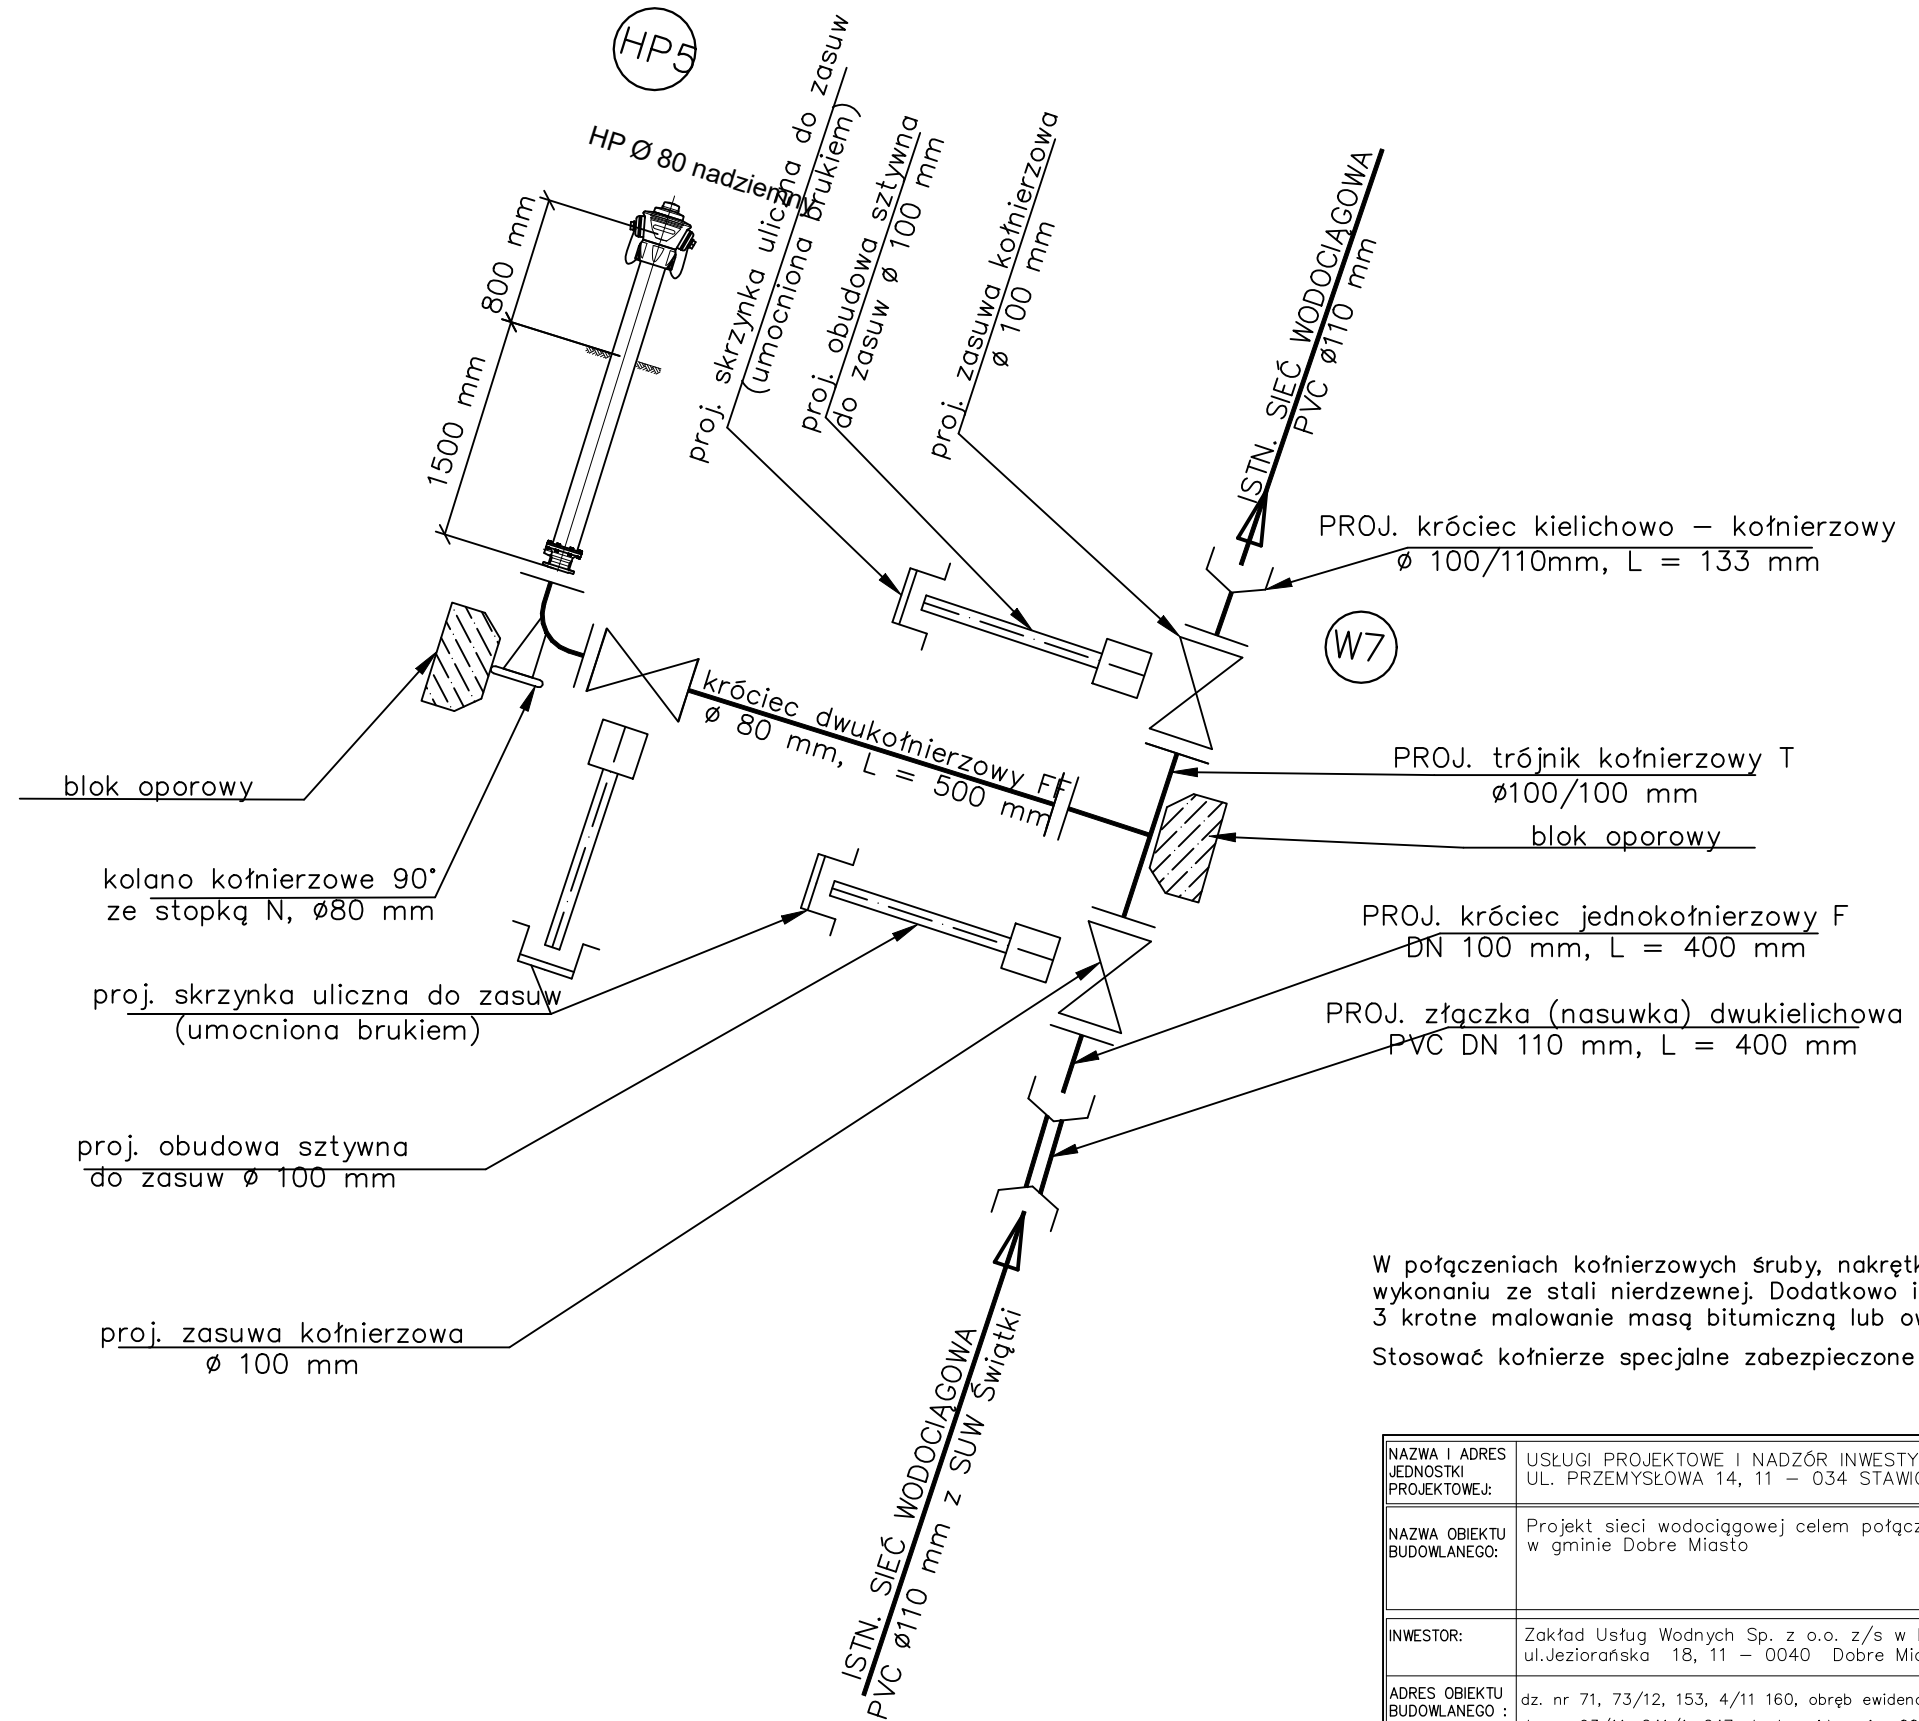 HP5
HP Ø 80 nadziemny
800 mm
1500 mm
proj. skrzynka uliczna do zasuw
(umocniona brukiem)
proj. obudowa sztywna
do zasuw ø 100 mm
proj. zasuwa kołnierzowa
ø 100 mm
ISTN. SIEĆ WODOCIĄGOWA
PVC ø110 mm
PROJ. króciec kielichowo – kołnierzowy
ø 100/110mm, L = 133 mm
W7
króciec dwukołnierzowy FF
ø 80 mm, L = 500 mm
PROJ. trójnik kołnierzowy T
ø100/100 mm
blok oporowy
blok oporowy
kolano kołnierzowe 90°
ze stopką N, ø80 mm
PROJ. króciec jednokołnierzowy F
DN 100 mm, L = 400 mm
proj. skrzynka uliczna do zasuw
(umocniona brukiem)
PROJ. złączka (nasuwka) dwukielichowa
PVC DN 110 mm, L = 400 mm
proj. obudowa sztywna
do zasuw ø 100 mm
proj. zasuwa kołnierzowa
ø 100 mm
ISTN. SIEĆ WODOCIĄGOWA
PVC ø110 mm z SUW Świątki
W połączeniach kołnierzowych śruby,
wykonaniu ze stali nierdzewnej. Dodatkowo
3 krotne malowanie masą bitumiczną lub
Stosować kołnierze specjalne zabezpieczone
NAZWA I ADRES
JEDNOSTKI
PROJEKTOWEJ:
USŁUGI PROJEKTOWE I NADZÓR
UL. PRZEMYSŁOWA 14, 11 – 034
NAZWA OBIEKTU
BUDOWLANEGO:
Projekt sieci wodociągowej celem
w gminie Dobre Miasto
INWESTOR:
Zakład Usług Wodnych Sp. z o.o. z/s w
ul.Jeziorańska 18, 11 – 0040 Dobre
ADRES OBIEKTU
BUDOWLANEGO :
dz. nr 71, 73/12, 153, 4/11 160, obręb